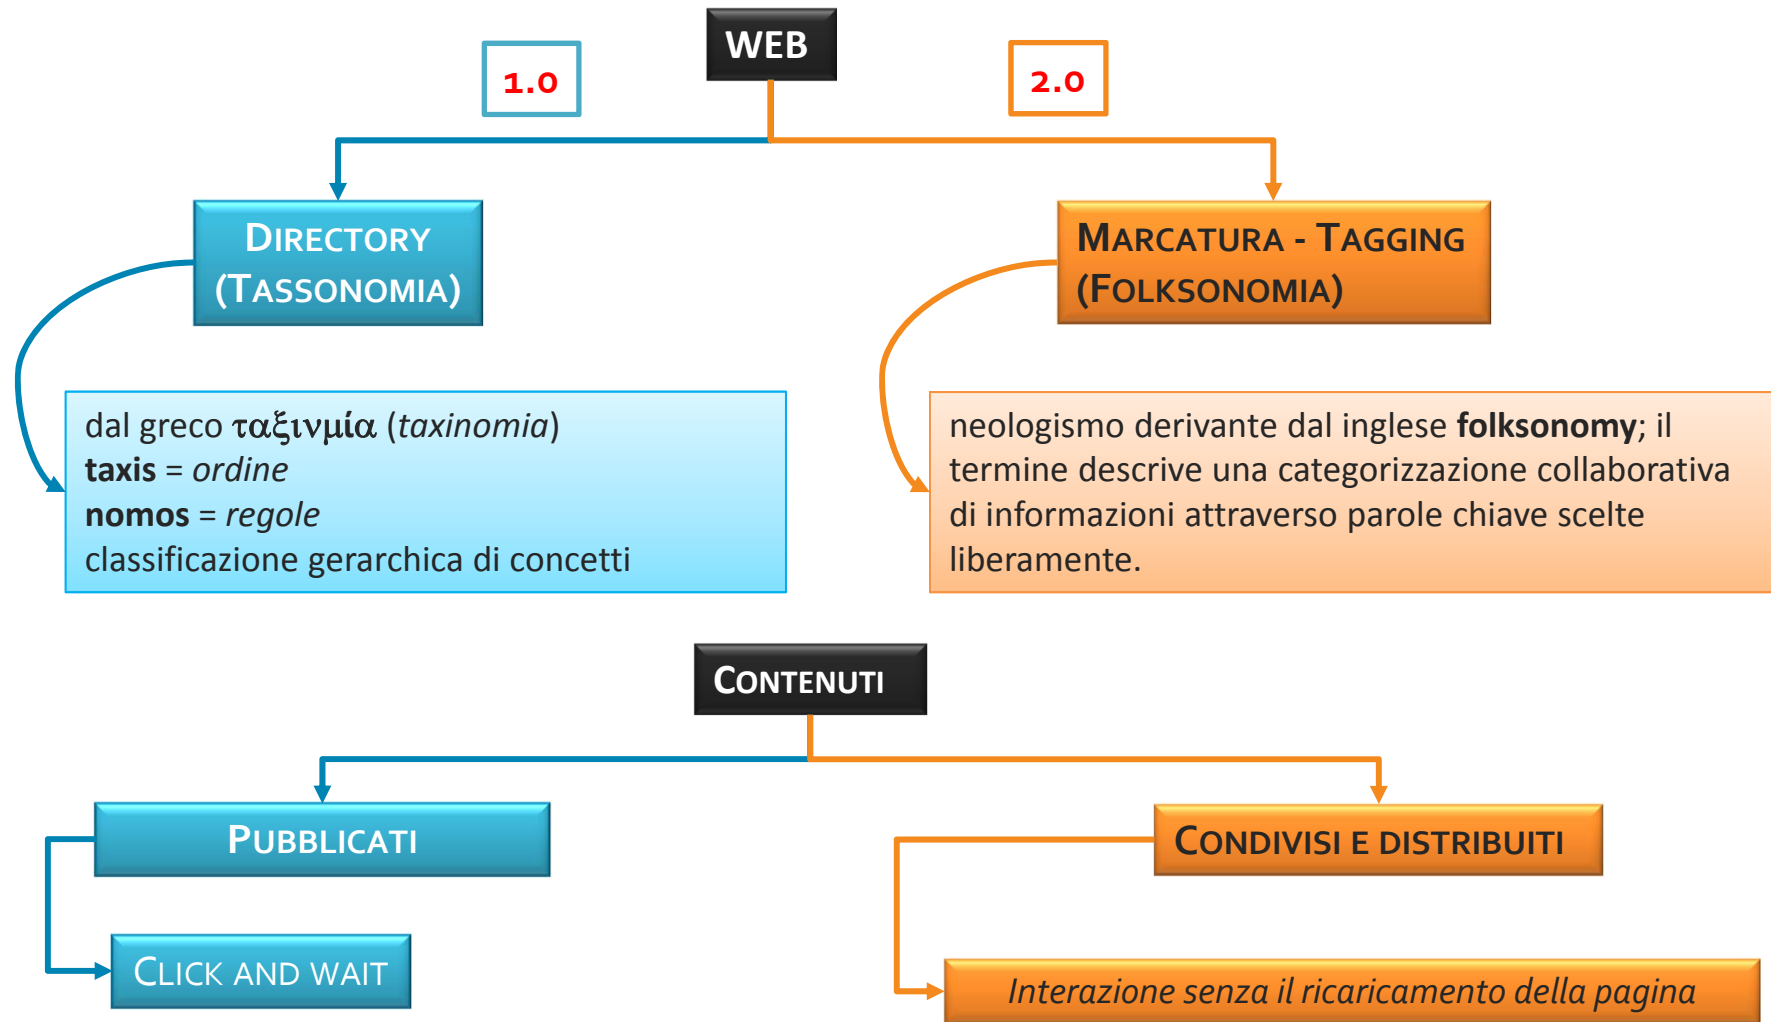 WEB
1.0
2.0
DIRECTORY
(TASSONOMIA)
MARCATURA - TAGGING
(FOLKSONOMIA)
dal greco ταξινμία (taxinomia)
taxis = ordine
nomos = regole
classificazione gerarchica di concetti
neologismo derivante dal inglese folksonomy; il
termine descrive una categorizzazione collaborativa
di informazioni attraverso parole chiave scelte
liberamente.
CONTENUTI
PUBBLICATI
CONDIVISI E DISTRIBUITI
CLICK AND WAIT
Interazione senza il ricaricamento della pagina